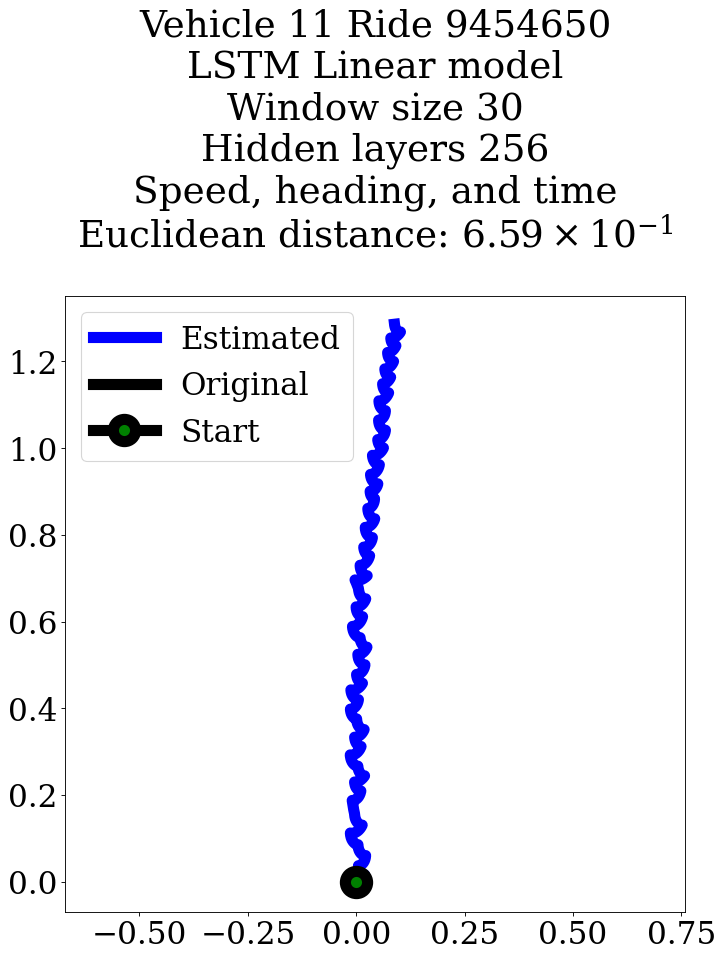 Vehicle 11 Ride 9454650
LSTM Linear model
Window size 30
Hidden layers 256
Speed, heading, and time
Euclidean distance: 6.59 × 10⁻¹
Estimated
Original
Start
1.2
1.0
0.8
0.6
0.4
0.2
0.0
−0.50 −0.25 0.00 0.25 0.50 0.75